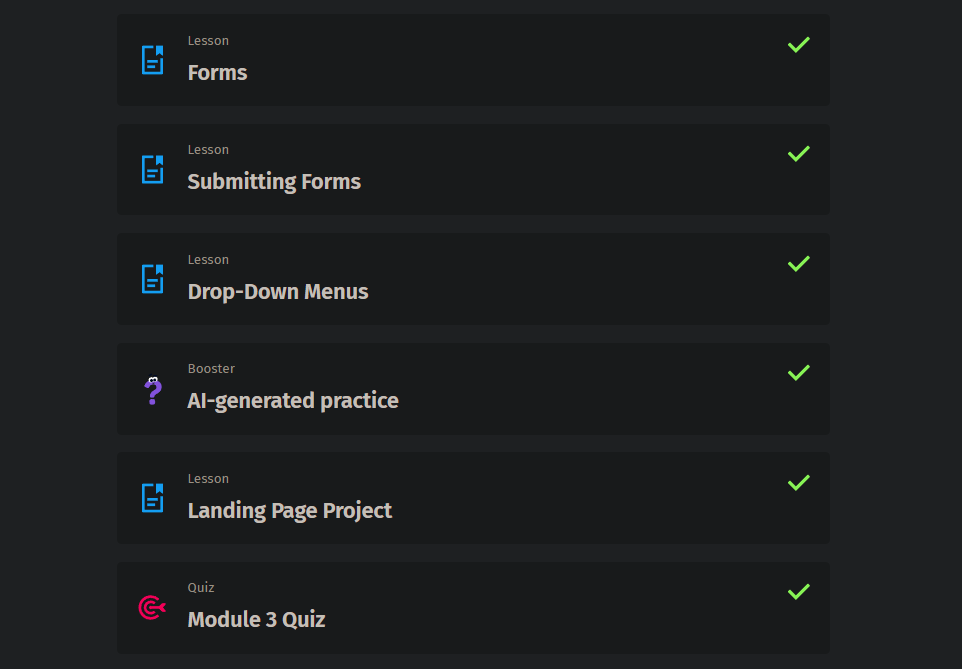 Lesson
Forms
Lesson
Submitting Forms
Lesson
Drop-Down Menus
Booster
AI-generated practice
Lesson
Landing Page Project
Quiz
Module 3 Quiz